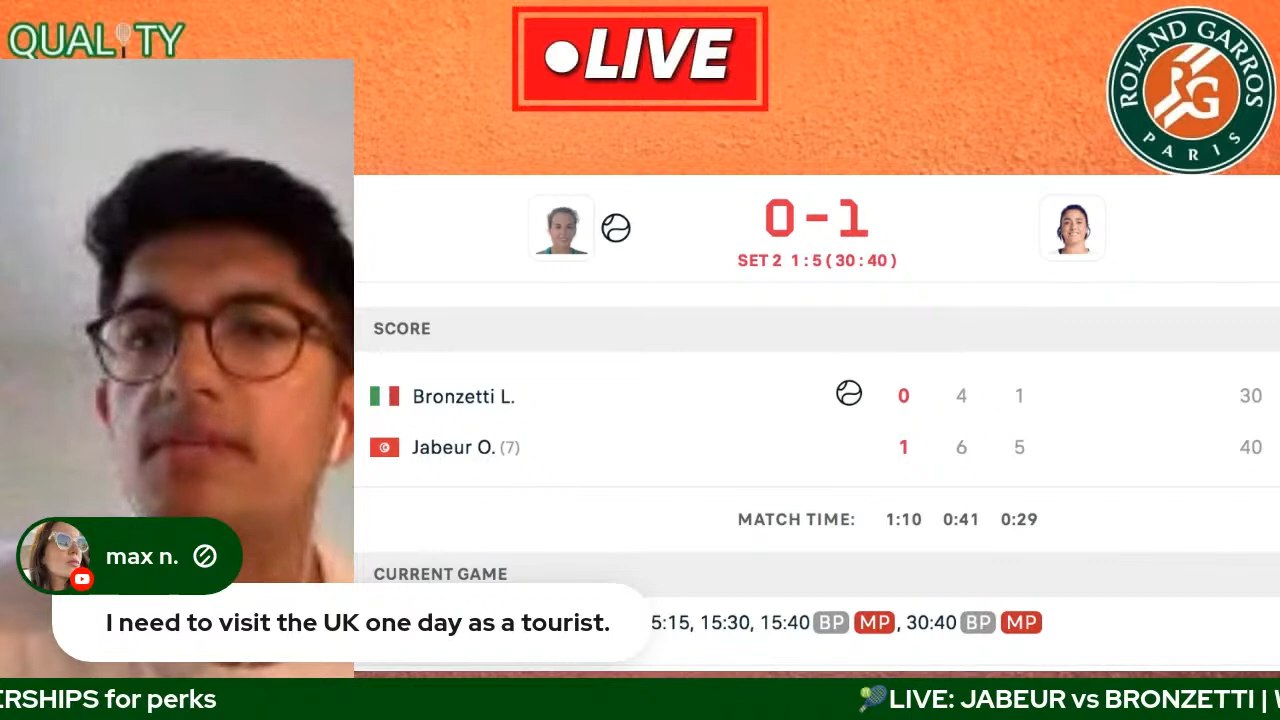 QUALITY
LIVE
ROLAND GARROS
RG
PARIS
0-1
SET 2 1 : 5 ( 30 : 40 )
SCORE
Bronzetti L. 0 4 1 30
Jabeur O. (7) 1 6 5 40
MATCH TIME: 1:10 0:41 0:29
CURRENT GAME
max n.
I need to visit the UK one day as a tourist.
5:15, 15:30, 15:40 BP MP , 30:40 BP MP
ERSHIPS for perks
LIVE: JABEUR vs BRONZETTI |